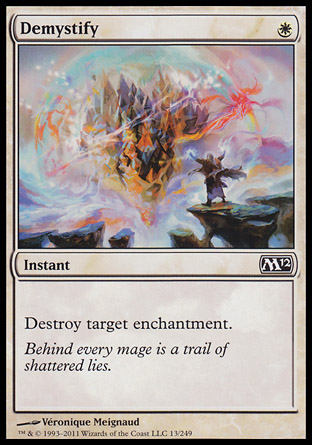 Demystify
Instant
M12
Destroy target enchantment.
Behind every mage is a trail of
shattered lies.
Véronique Meignaud
™ & © 1993–2011 Wizards of the Coast LLC 13/249